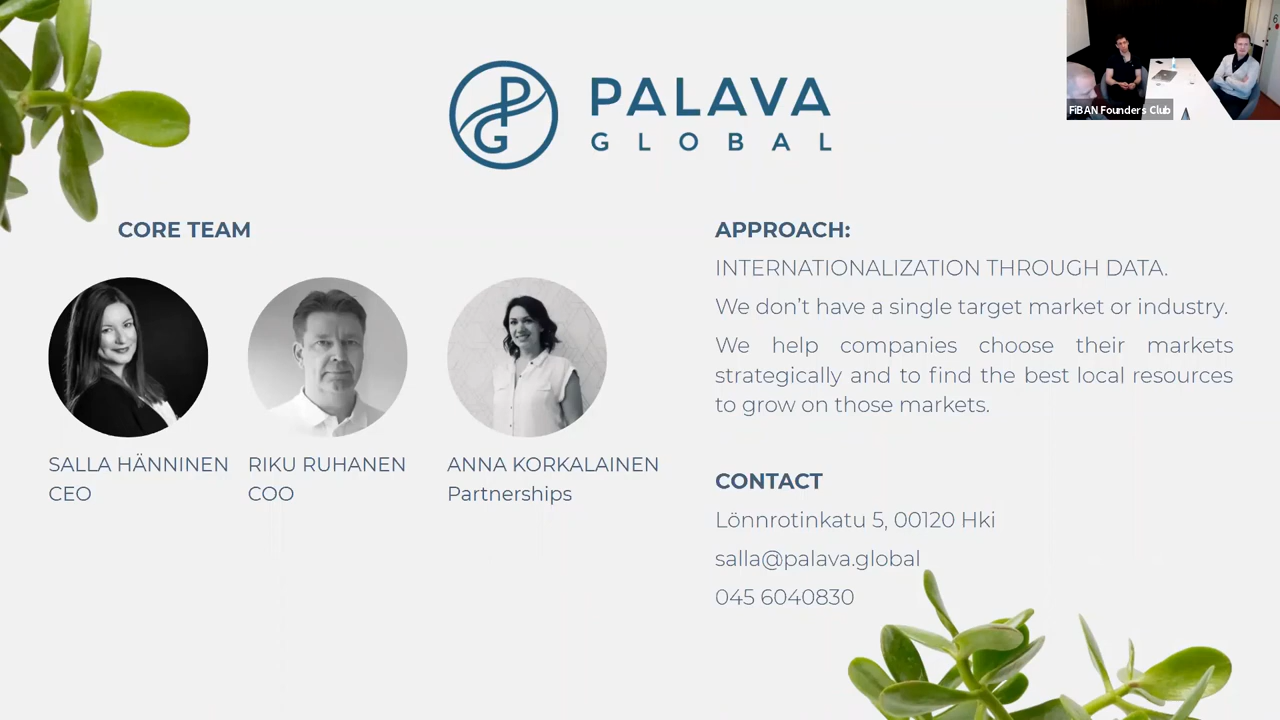 PG
PALAVA
GLOBAL
FiBAN Founders Club
CORE TEAM
SALLA HÄNNINEN
CEO
RIKU RUHANEN
COO
ANNA KORKALAINEN
Partnerships
APPROACH:
INTERNATIONALIZATION THROUGH DATA.
We don’t have a single target market or industry.
We help companies choose their markets
strategically and to find the best local resources
to grow on those markets.
CONTACT
Lönnrotinkatu 5, 00120 Hki
salla@palava.global
045 6040830